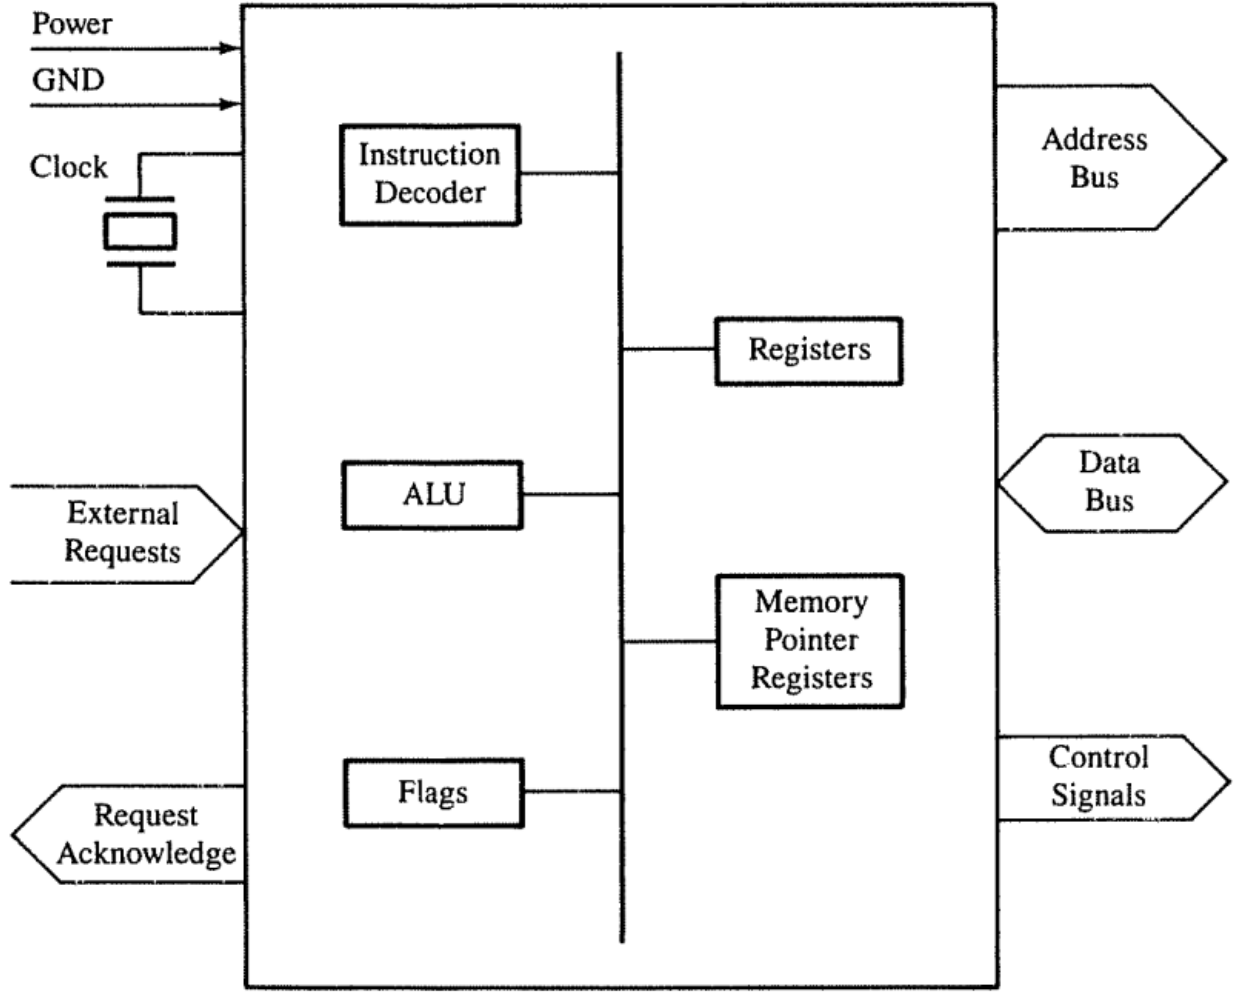 Power
GND
Clock
Instruction
Decoder
Address
Bus
Registers
ALU
Data
Bus
External
Requests
Memory
Pointer
Registers
Flags
Control
Signals
Request
Acknowledge